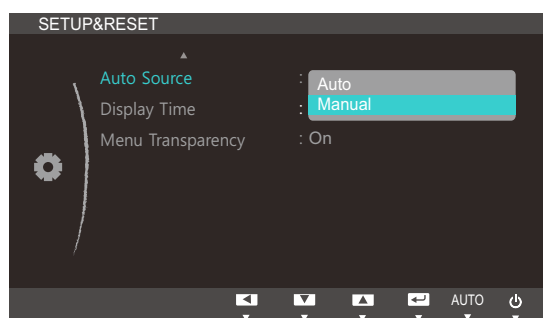 SETUP&RESET
Auto Source : Auto
Manual
Display Time :
Menu Transparency : On
AUTO